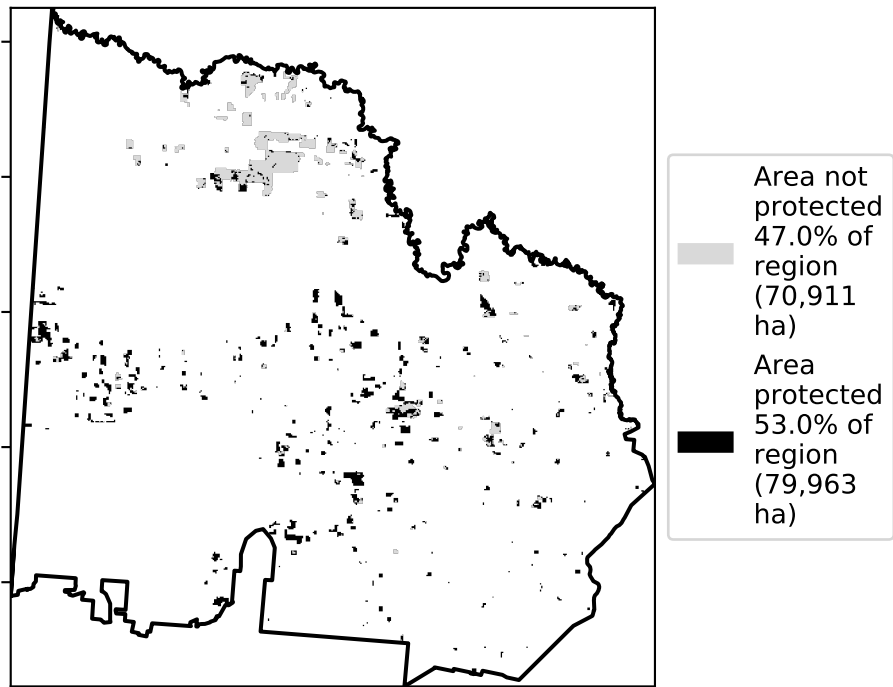 Area not
protected
47.0% of
region
(70,911
ha)
Area
protected
53.0% of
region
(79,963
ha)